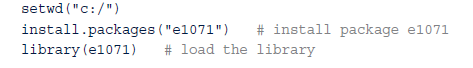 setwd("c:/")
install.packages("e1071")   # install package e1071
library(e1071)   # load the library